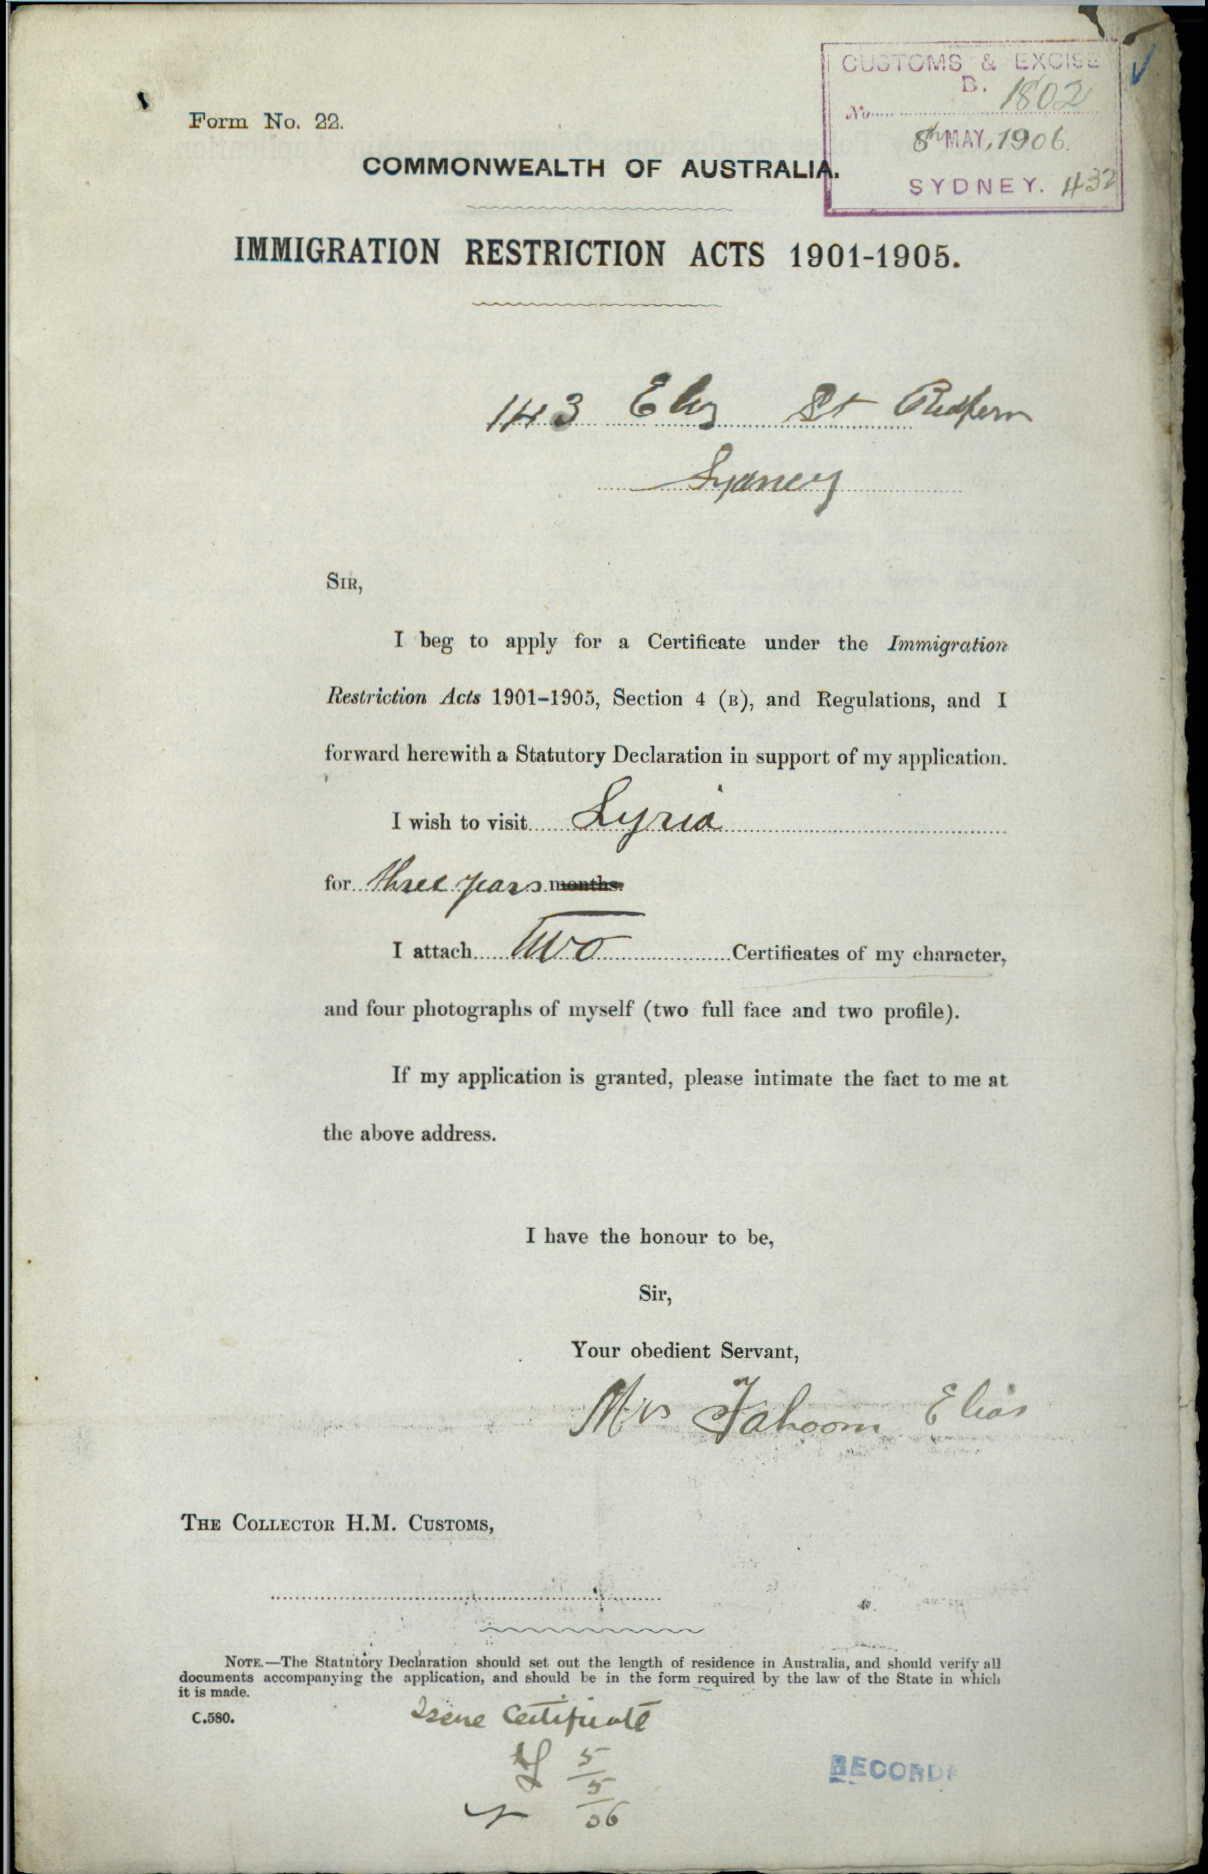 CUSTOMS & EXCISE
B.
No 1802
8th MAY, 1906.
SYDNEY. 432
Form No. 22.
COMMONWEALTH OF AUSTRALIA.
IMMIGRATION RESTRICTION ACTS 1901-1905.
143 Eliz St Redfern
Sydney
SIR,
I beg to apply for a Certificate under the Immigration
Restriction Acts 1901-1905, Section 4 (B), and Regulations, and I
forward herewith a Statutory Declaration in support of my application.
I wish to visit Syria
for three years months.
I attach Two Certificates of my character,
and four photographs of myself (two full face and two profile).
If my application is granted, please intimate the fact to me at
the above address.
I have the honour to be,
Sir,
Your obedient Servant,
Mrs Tahoom Elias
THE COLLECTOR H.M. CUSTOMS,
NOTE.—The Statutory Declaration should set out the length of residence in Australia, and should verify all
documents accompanying the application, and should be in the form required by the law of the State in which
it is made.
C.580.
Issue Certificate
5
5
06
RECORDE